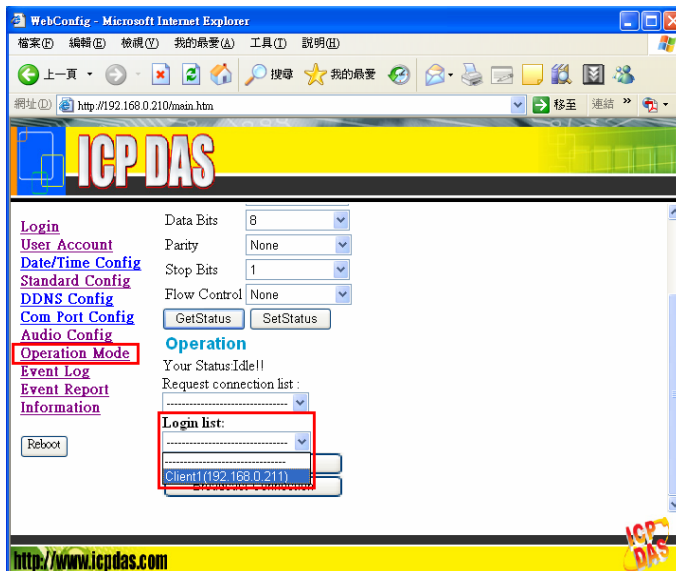 WebConfig - Microsoft Internet Explorer
檔案(F) 編輯(E) 檢視(V) 我的最愛(A) 工具(T) 說明(H)
上一頁 搜尋 我的最愛
網址(D) http://192.168.0.210/main.htm 移至 連結 »
ICP DAS
Login
User Account
Date/Time Config
Standard Config
DDNS Config
Com Port Config
Audio Config
Operation Mode
Event Log
Event Report
Information
Reboot
Data Bits 8
Parity None
Stop Bits 1
Flow Control None
GetStatus SetStatus
Operation
Your Status:Idle!!
Request connection list :
--------------------------------
Login list:
--------------------------------
--------------------------------
Client1(192.168.0.211)
Broadcast Connection
http://www.icpdas.com
ICP DAS